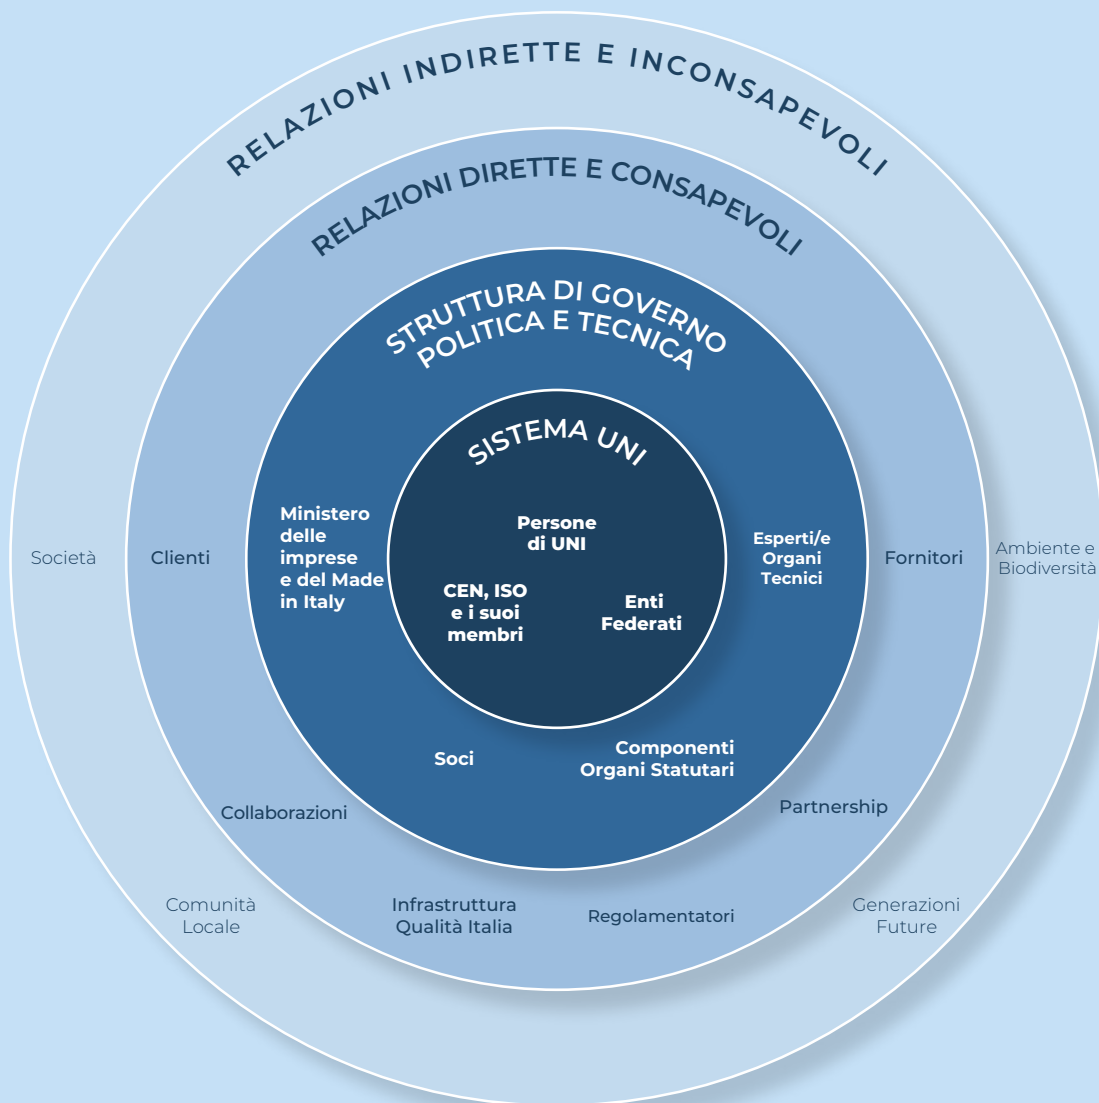 RELAZIONI INDIRETTE E INCONSAPEVOLI
RELAZIONI DIRETTE E CONSAPEVOLI
STRUTTURA DI GOVERNO
POLITICA E TECNICA
SISTEMA UNI
Persone
di UNI
CEN, ISO
e i suoi
membri
Enti
Federati
Ministero
delle
imprese
e del Made
in Italy
Esperti/e
Organi
Tecnici
Soci
Componenti
Organi Statutari
Clienti
Fornitori
Collaborazioni
Partnership
Infrastruttura
Qualità Italia
Regolamentatori
Società
Ambiente e
Biodiversità
Comunità
Locale
Generazioni
Future